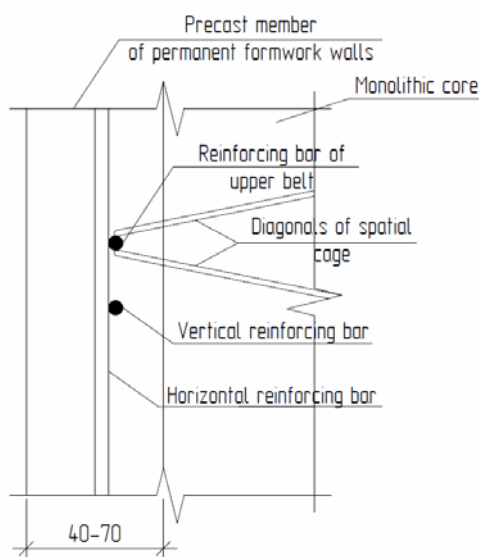 Precast member
of permanent formwork walls
Monolithic core
Reinforcing bar of
upper belt
Diagonals of spatial
cage
Vertical reinforcing bar
Horizontal reinforcing bar
40-70